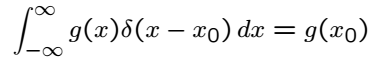 ∫_{-∞}^{∞} g(x)δ(x − x₀) dx = g(x₀)